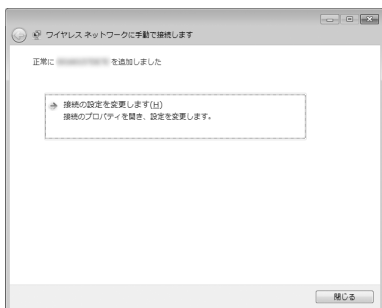 ワイヤレス ネットワークに手動で接続します
正常に を追加しました
接続の設定を変更します(H)
接続のプロパティを開き、設定を変更します。
閉じる